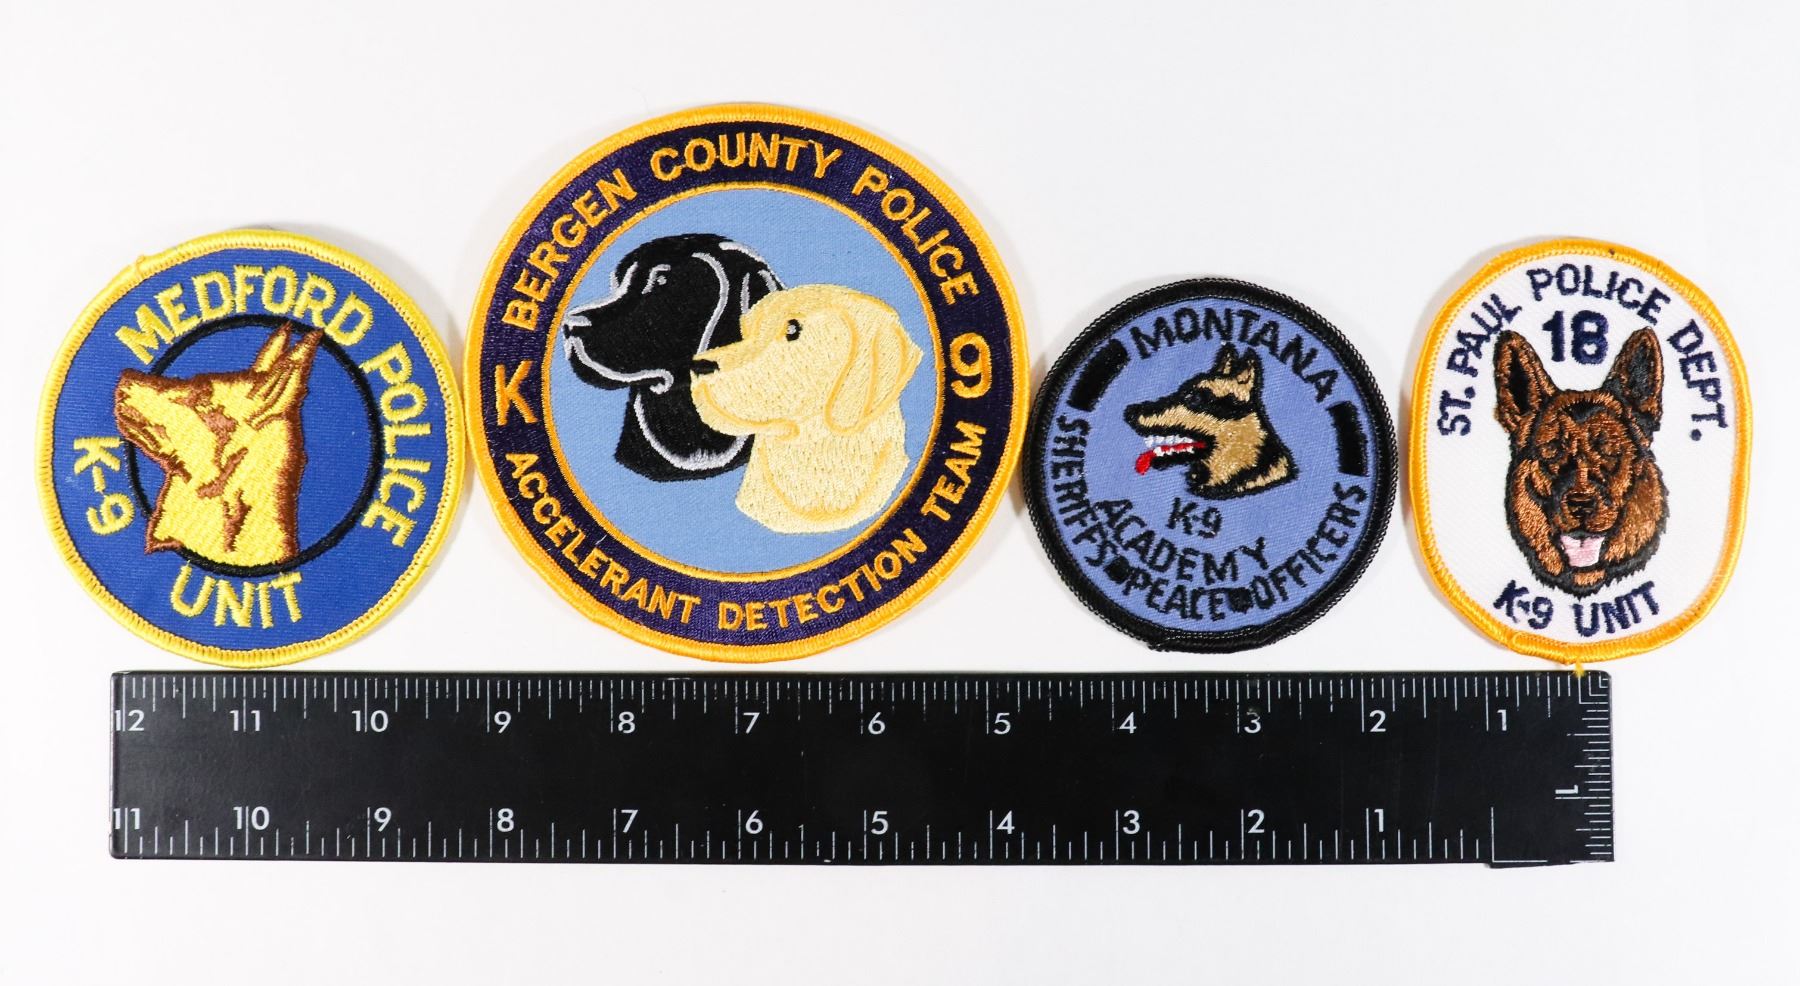 MEDFORD POLICE
K-9
UNIT
BERGEN COUNTY POLICE
K 9
ACCELERANT DETECTION TEAM
MONTANA
K-9
ACADEMY
SHERIFFS•PEACE•OFFICERS
ST. PAUL POLICE DEPT.
18
K-9 UNIT
12 11 10 9 8 7 6 5 4 3 2 1
1
11 10 9 8 7 6 5 4 3 2 1